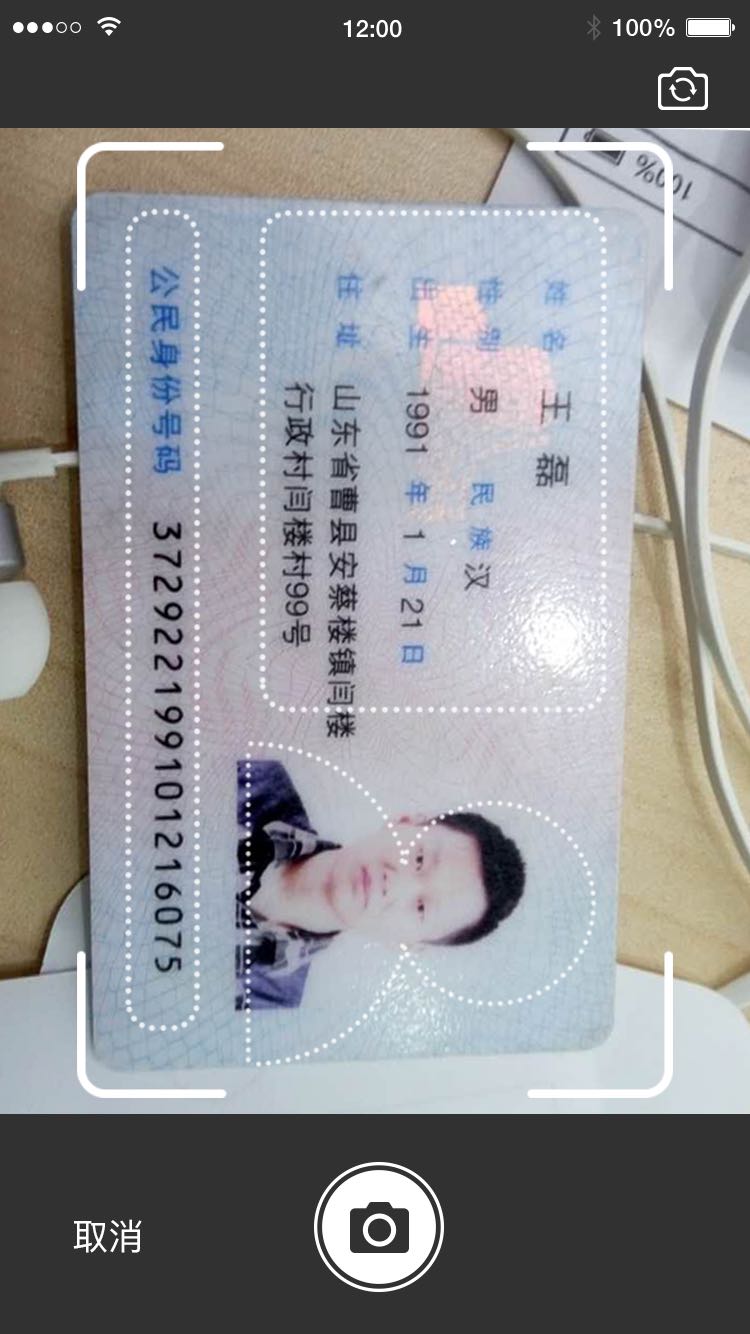 12:00
100%
100%
姓名 王磊
性别 男 民族 汉
出生 1991 年 1 月 21 日
住址 山东省曹县安蔡楼镇闫楼
行政村闫楼村99号
公民身份号码 372922199101216075
取消